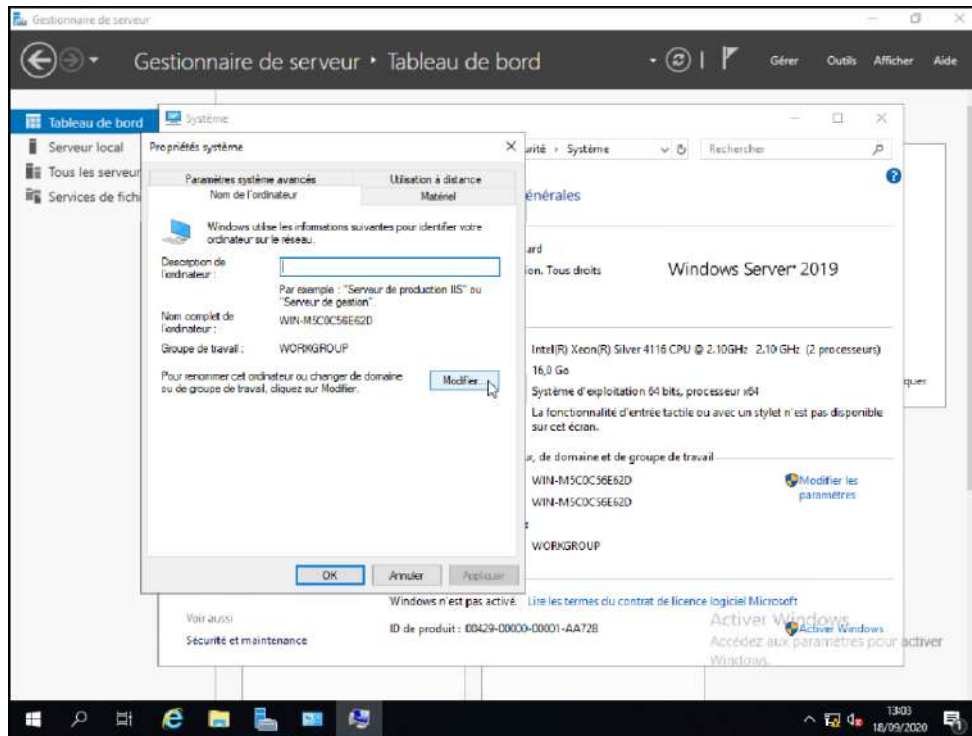 Gestionnaire de serveur
Gestionnaire de serveur • Tableau de bord
Gérer Outils Afficher Aide
Tableau de bord
Serveur local
Tous les serveur
Services de fichi
Système
urité › Système
Rechercher
Propriétés système
Paramètres système avancés
Utilisation à distance
Nom de l'ordinateur
Matériel
Windows utilise les informations suivantes pour identifier votre
ordinateur sur le réseau.
Description de
l'ordinateur :
Par exemple : "Serveur de production IIS" ou
"Serveur de gestion".
Nom complet de
l'ordinateur :
WIN-M5C0C56E62D
Groupe de travail :
WORKGROUP
Pour renommer cet ordinateur ou changer de domaine
ou de groupe de travail, cliquez sur Modifier.
Modifier...
OK
Annuler
Appliquer
énérales
ard
ion. Tous droits
Windows Server® 2019
Intel(R) Xeon(R) Silver 4116 CPU @ 2.10GHz 2.10 GHz (2 processeurs)
16,0 Go
Système d'exploitation 64 bits, processeur x64
La fonctionnalité d'entrée tactile ou avec un stylet n'est pas disponible
sur cet écran.
quer
ur, de domaine et de groupe de travail
WIN-M5C0C56E62D
Modifier les
paramètres
WIN-M5C0C56E62D
WORKGROUP
Windows n'est pas activé. Lire les termes du contrat de licence logiciel Microsoft
Voir aussi
ID de produit : 00429-00000-00001-AA728
Activer Windows
Sécurité et maintenance
Activer Windows
Accédez aux paramètres pour activer
Windows.
13:03
18/09/2020